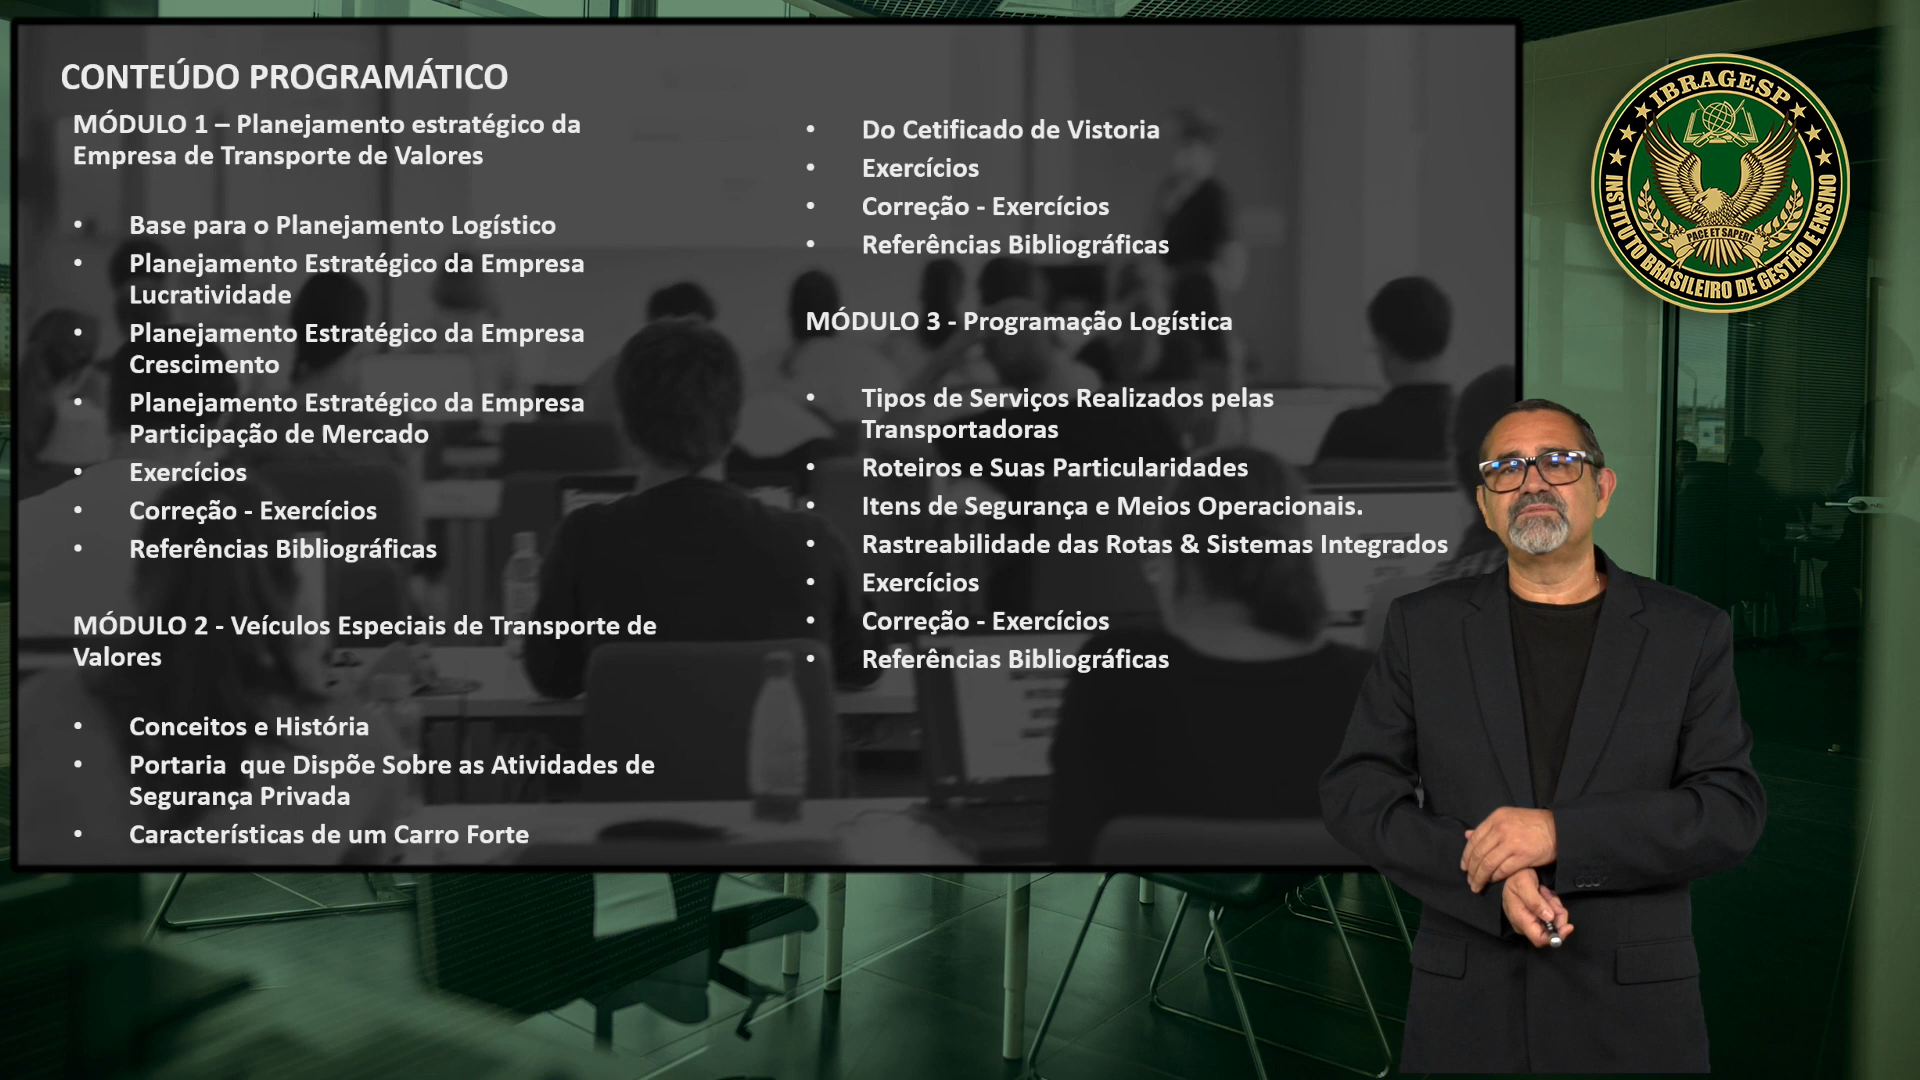 CONTEÚDO PROGRAMÁTICO
MÓDULO 1 – Planejamento estratégico da
Empresa de Transporte de Valores
• Base para o Planejamento Logístico
• Planejamento Estratégico da Empresa
Lucratividade
• Planejamento Estratégico da Empresa
Crescimento
• Planejamento Estratégico da Empresa
Participação de Mercado
• Exercícios
• Correção - Exercícios
• Referências Bibliográficas
MÓDULO 2 - Veículos Especiais de Transporte de
Valores
• Conceitos e História
• Portaria  que Dispõe Sobre as Atividades de
Segurança Privada
• Características de um Carro Forte
• Do Cetificado de Vistoria
• Exercícios
• Correção - Exercícios
• Referências Bibliográficas
MÓDULO 3 - Programação Logística
• Tipos de Serviços Realizados pelas
Transportadoras
• Roteiros e Suas Particularidades
• Itens de Segurança e Meios Operacionais.
• Rastreabilidade das Rotas & Sistemas Integrados
• Exercícios
• Correção - Exercícios
• Referências Bibliográficas
IBRAGESP
PACE ET SAPERE
INSTITUTO BRASILEIRO DE GESTÃO E ENSINO